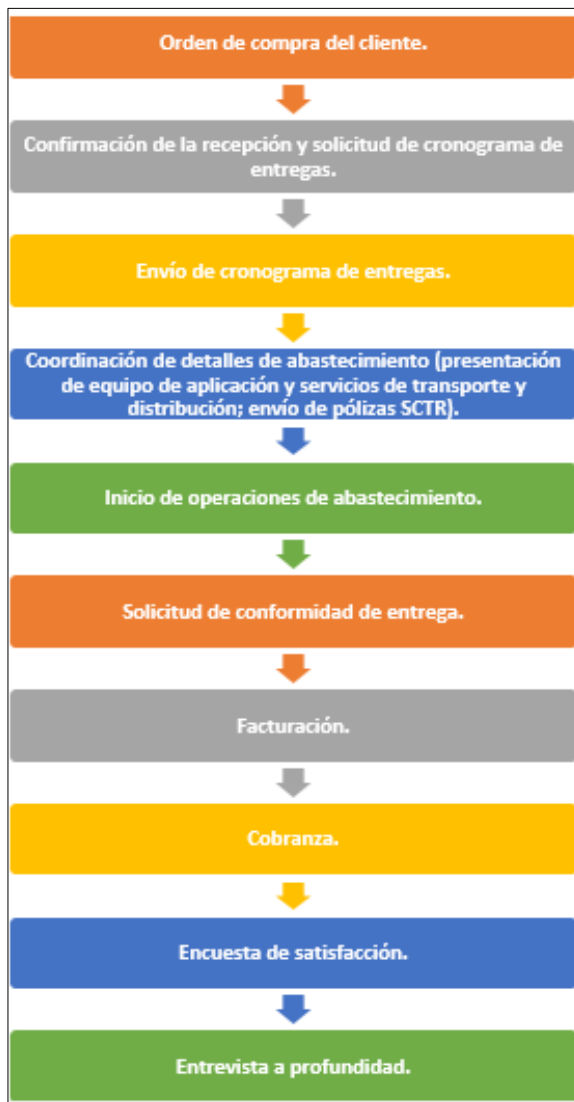 Orden de compra del cliente.
Confirmación de la recepción y solicitud de cronograma de
entregas.
Envío de cronograma de entregas.
Coordinación de detalles de abastecimiento (presentación
de equipo de aplicación y servicios de transporte y
distribución; envío de pólizas SCTR).
Inicio de operaciones de abastecimiento.
Solicitud de conformidad de entrega.
Facturación.
Cobranza.
Encuesta de satisfacción.
Entrevista a profundidad.